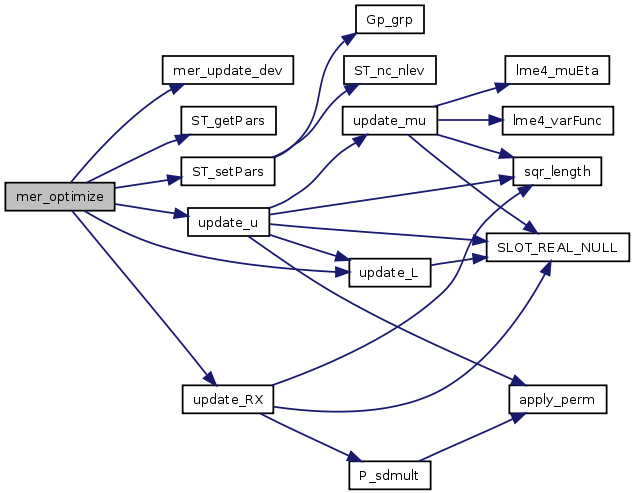 Gp_grp
mer_update_dev
ST_nc_nlev
lme4_muEta
ST_getPars
update_mu
lme4_varFunc
mer_optimize
ST_setPars
sqr_length
update_u
SLOT_REAL_NULL
update_L
update_RX
apply_perm
P_sdmult